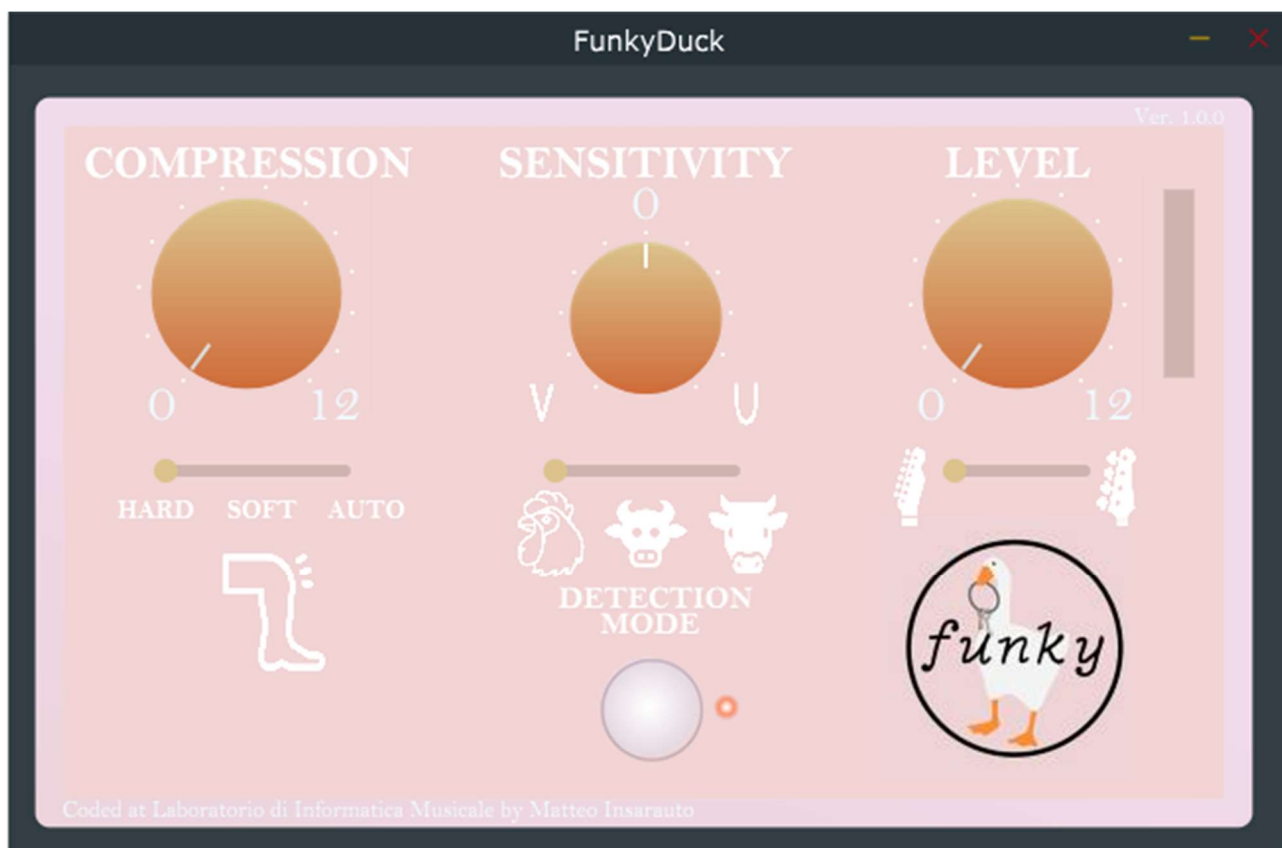 FunkyDuck
Ver. 1.0.0
COMPRESSION
SENSITIVITY
LEVEL
0
0 12
V U
0 12
HARD SOFT AUTO
DETECTION
MODE
funky
Coded at Laboratorio di Informatica Musicale by Matteo Insarauto